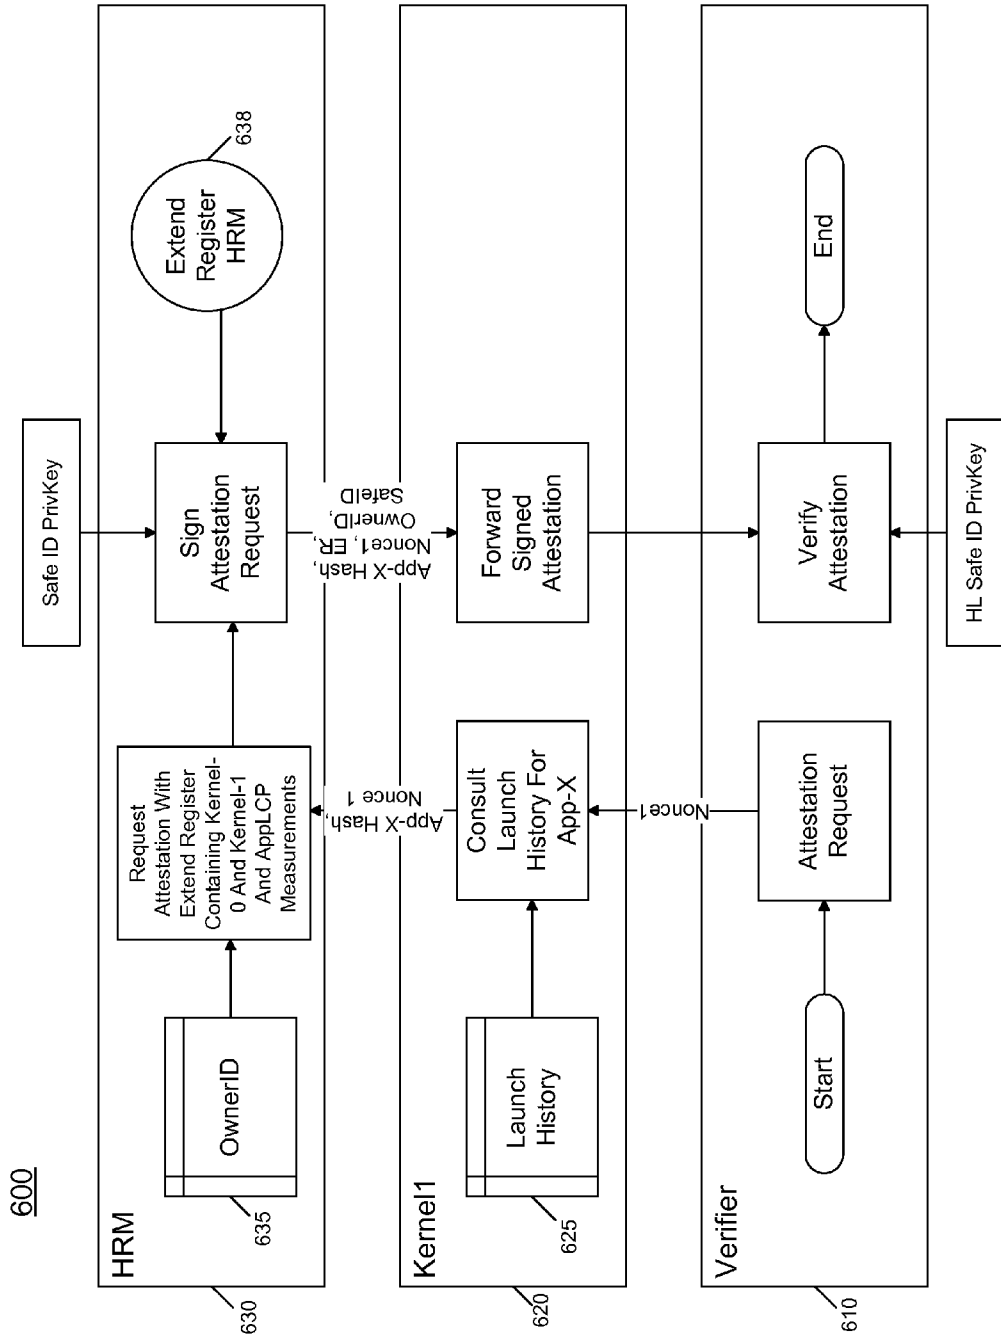 600
Safe ID PrivKey
HRM
630
OwnerID
635
Request
Attestation With
Extend Register
Containing Kernel-
0 And Kernel-1
And AppLCP
Measurements
Sign
Attestation
Request
Extend
Register
HRM
638
App-X Hash,
Nonce 1
App-X Hash,
Nonce1, ER,
OwnerID,
SafeID
Kernel1
620
Launch
History
625
Consult
Launch
History For
App-X
Forward
Signed
Attestation
Nonce1
Verifier
610
Start
Attestation
Request
Verify
Attestation
End
HL Safe ID PrivKey